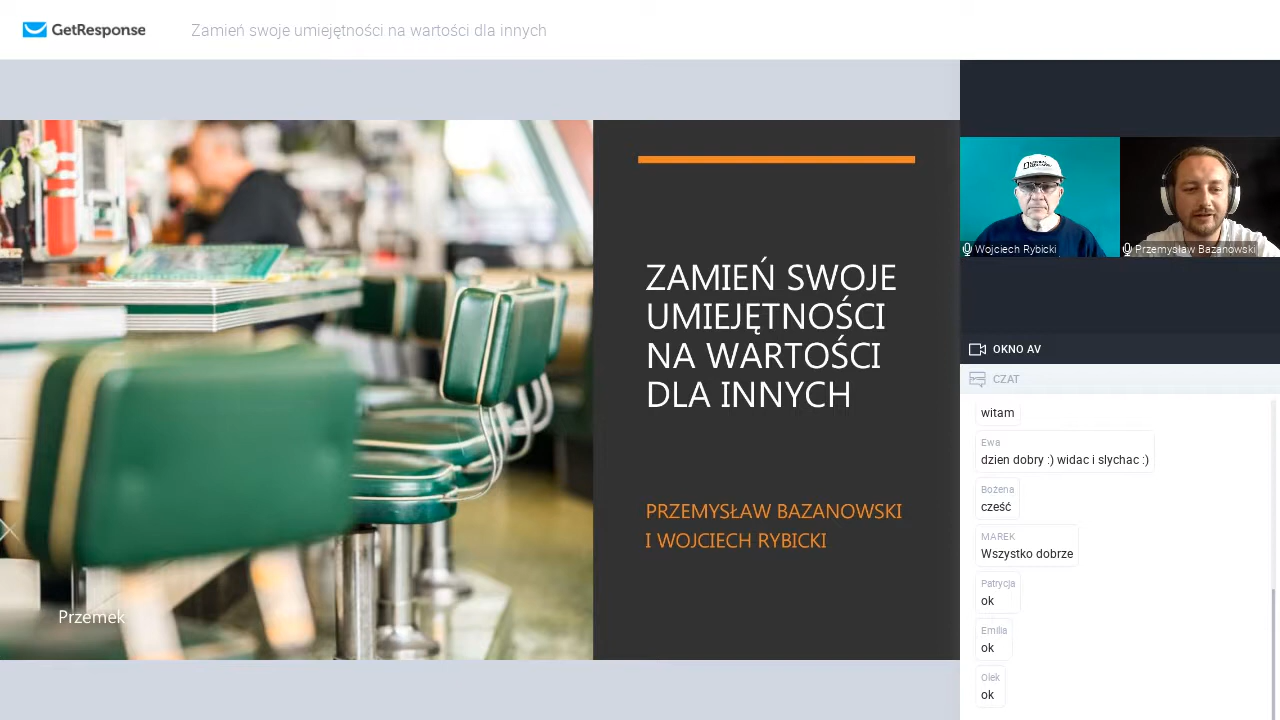 GetResponse
Zamień swoje umiejętności na wartości dla innych
ZAMIEŃ SWOJE
UMIEJĘTNOŚCI
NA WARTOŚCI
DLA INNYCH
PRZEMYSŁAW BAZANOWSKI
I WOJCIECH RYBICKI
Przemek
Wojciech Rybicki
Przemysław Bazanowski
OKNO AV
CZAT
witam
Ewa
dzien dobry :) widac i slychac :)
Bożena
cześć
MAREK
Wszystko dobrze
Patrycja
ok
Emilia
ok
Olek
ok